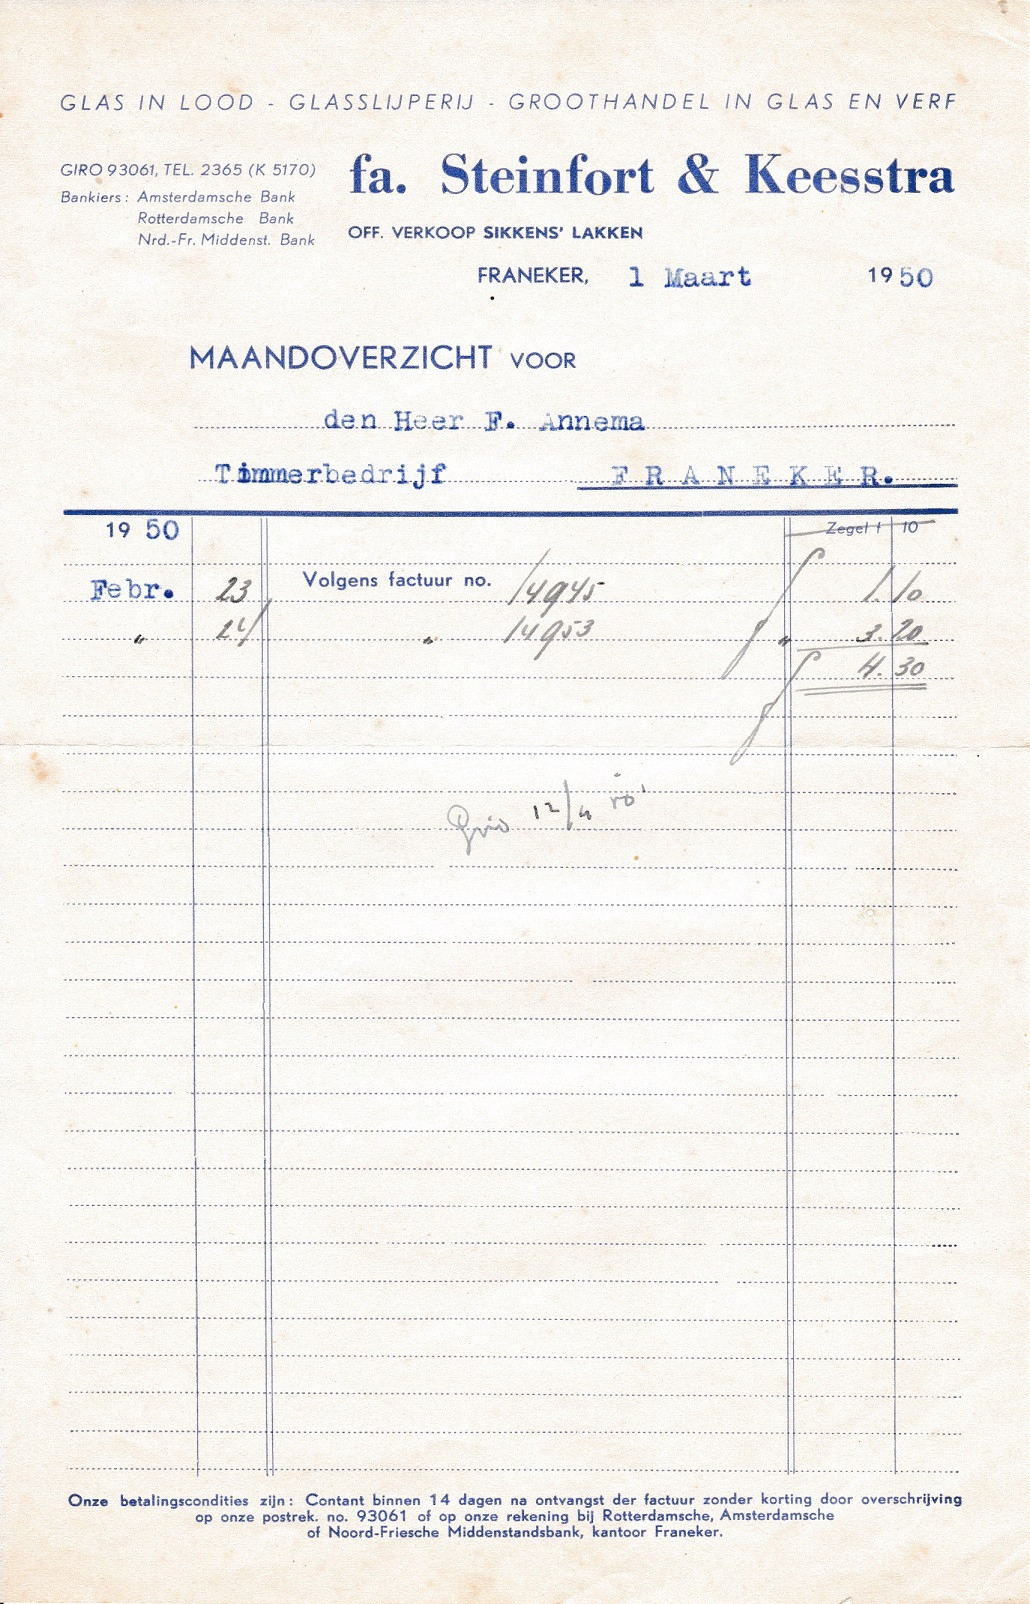 GLAS IN LOOD - GLASSLIJPERIJ - GROOTHANDEL IN GLAS EN VERF
GIRO 93061, TEL. 2365 (K 5170)
Bankiers: Amsterdamsche Bank
Rotterdamsche Bank
Nrd.-Fr. Middenst. Bank
fa. Steinfort & Keesstra
OFF. VERKOOP SIKKENS' LAKKEN
FRANEKER, 1 Maart 1950
MAANDOVERZICHT VOOR
den Heer F. Annema
Timmerbedrijf FRANEKER.
1950 Zegel f 10
Febr. 23 Volgens factuur no. 14945 f 1.10
" 24 " 14953 " 3.20
f 4.30
Giro 12/4
Onze betalingscondities zijn: Contant binnen 14 dagen na ontvangst der factuur zonder korting door overschrijving
op onze postrek. no. 93061 of op onze rekening bij Rotterdamsche, Amsterdamsche
of Noord-Friesche Middenstandsbank, kantoor Franeker.